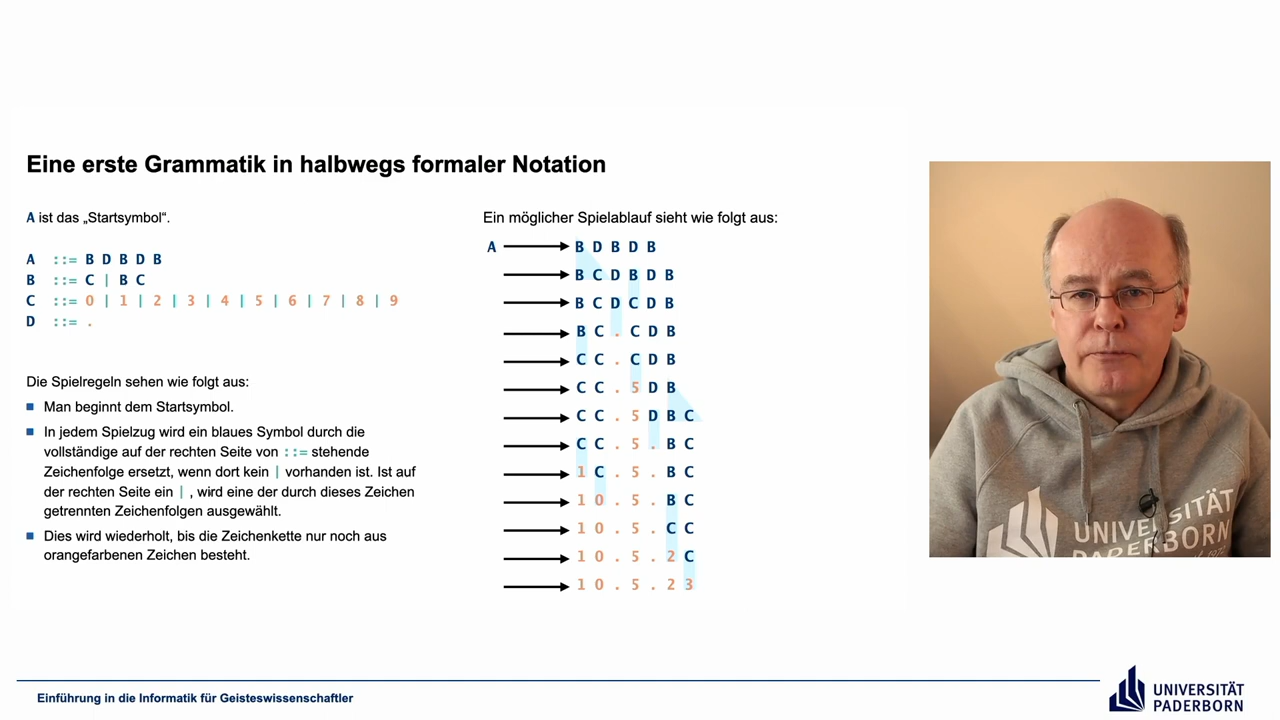 Eine erste Grammatik in halbwegs formaler Notation
A ist das „Startsymbol“.
A ::= B D B D B
B ::= C | B C
C ::= 0 | 1 | 2 | 3 | 4 | 5 | 6 | 7 | 8 | 9
D ::= .
Die Spielregeln sehen wie folgt aus:
Man beginnt dem Startsymbol.
In jedem Spielzug wird ein blaues Symbol durch die
vollständige auf der rechten Seite von ::= stehende
Zeichenfolge ersetzt, wenn dort kein | vorhanden ist. Ist auf
der rechten Seite ein | , wird eine der durch dieses Zeichen
getrennten Zeichenfolgen ausgewählt.
Dies wird wiederholt, bis die Zeichenkette nur noch aus
orangefarbenen Zeichen besteht.
Ein möglicher Spielablauf sieht wie folgt aus:
A B D B D B
B C D B D B
B C D C D B
B C . C D B
C C . C D B
C C . 5 D B
C C . 5 D B C
C C . 5 . B C
1 C . 5 . B C
1 0 . 5 . B C
1 0 . 5 . C C
1 0 . 5 . 2 C
1 0 . 5 . 2 3
UNIVERSITÄT
PADERBORN
Einführung in die Informatik für Geisteswissenschaftler
UNIVERSITÄT
PADERBORN